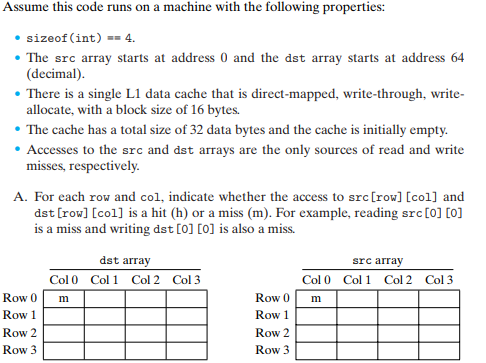 Assume this code runs on a machine with the following properties:
• sizeof(int) == 4.
• The src array starts at address 0 and the dst array starts at address 64
(decimal).
• There is a single L1 data cache that is direct-mapped, write-through, write-
allocate, with a block size of 16 bytes.
• The cache has a total size of 32 data bytes and the cache is initially empty.
• Accesses to the src and dst arrays are the only sources of read and write
misses, respectively.
A. For each row and col, indicate whether the access to src[row][col] and
dst[row][col] is a hit (h) or a miss (m). For example, reading src[0][0]
is a miss and writing dst[0][0] is also a miss.
dst array src array
Col 0 Col 1 Col 2 Col 3 Col 0 Col 1 Col 2 Col 3
Row 0 m Row 0 m
Row 1 Row 1
Row 2 Row 2
Row 3 Row 3